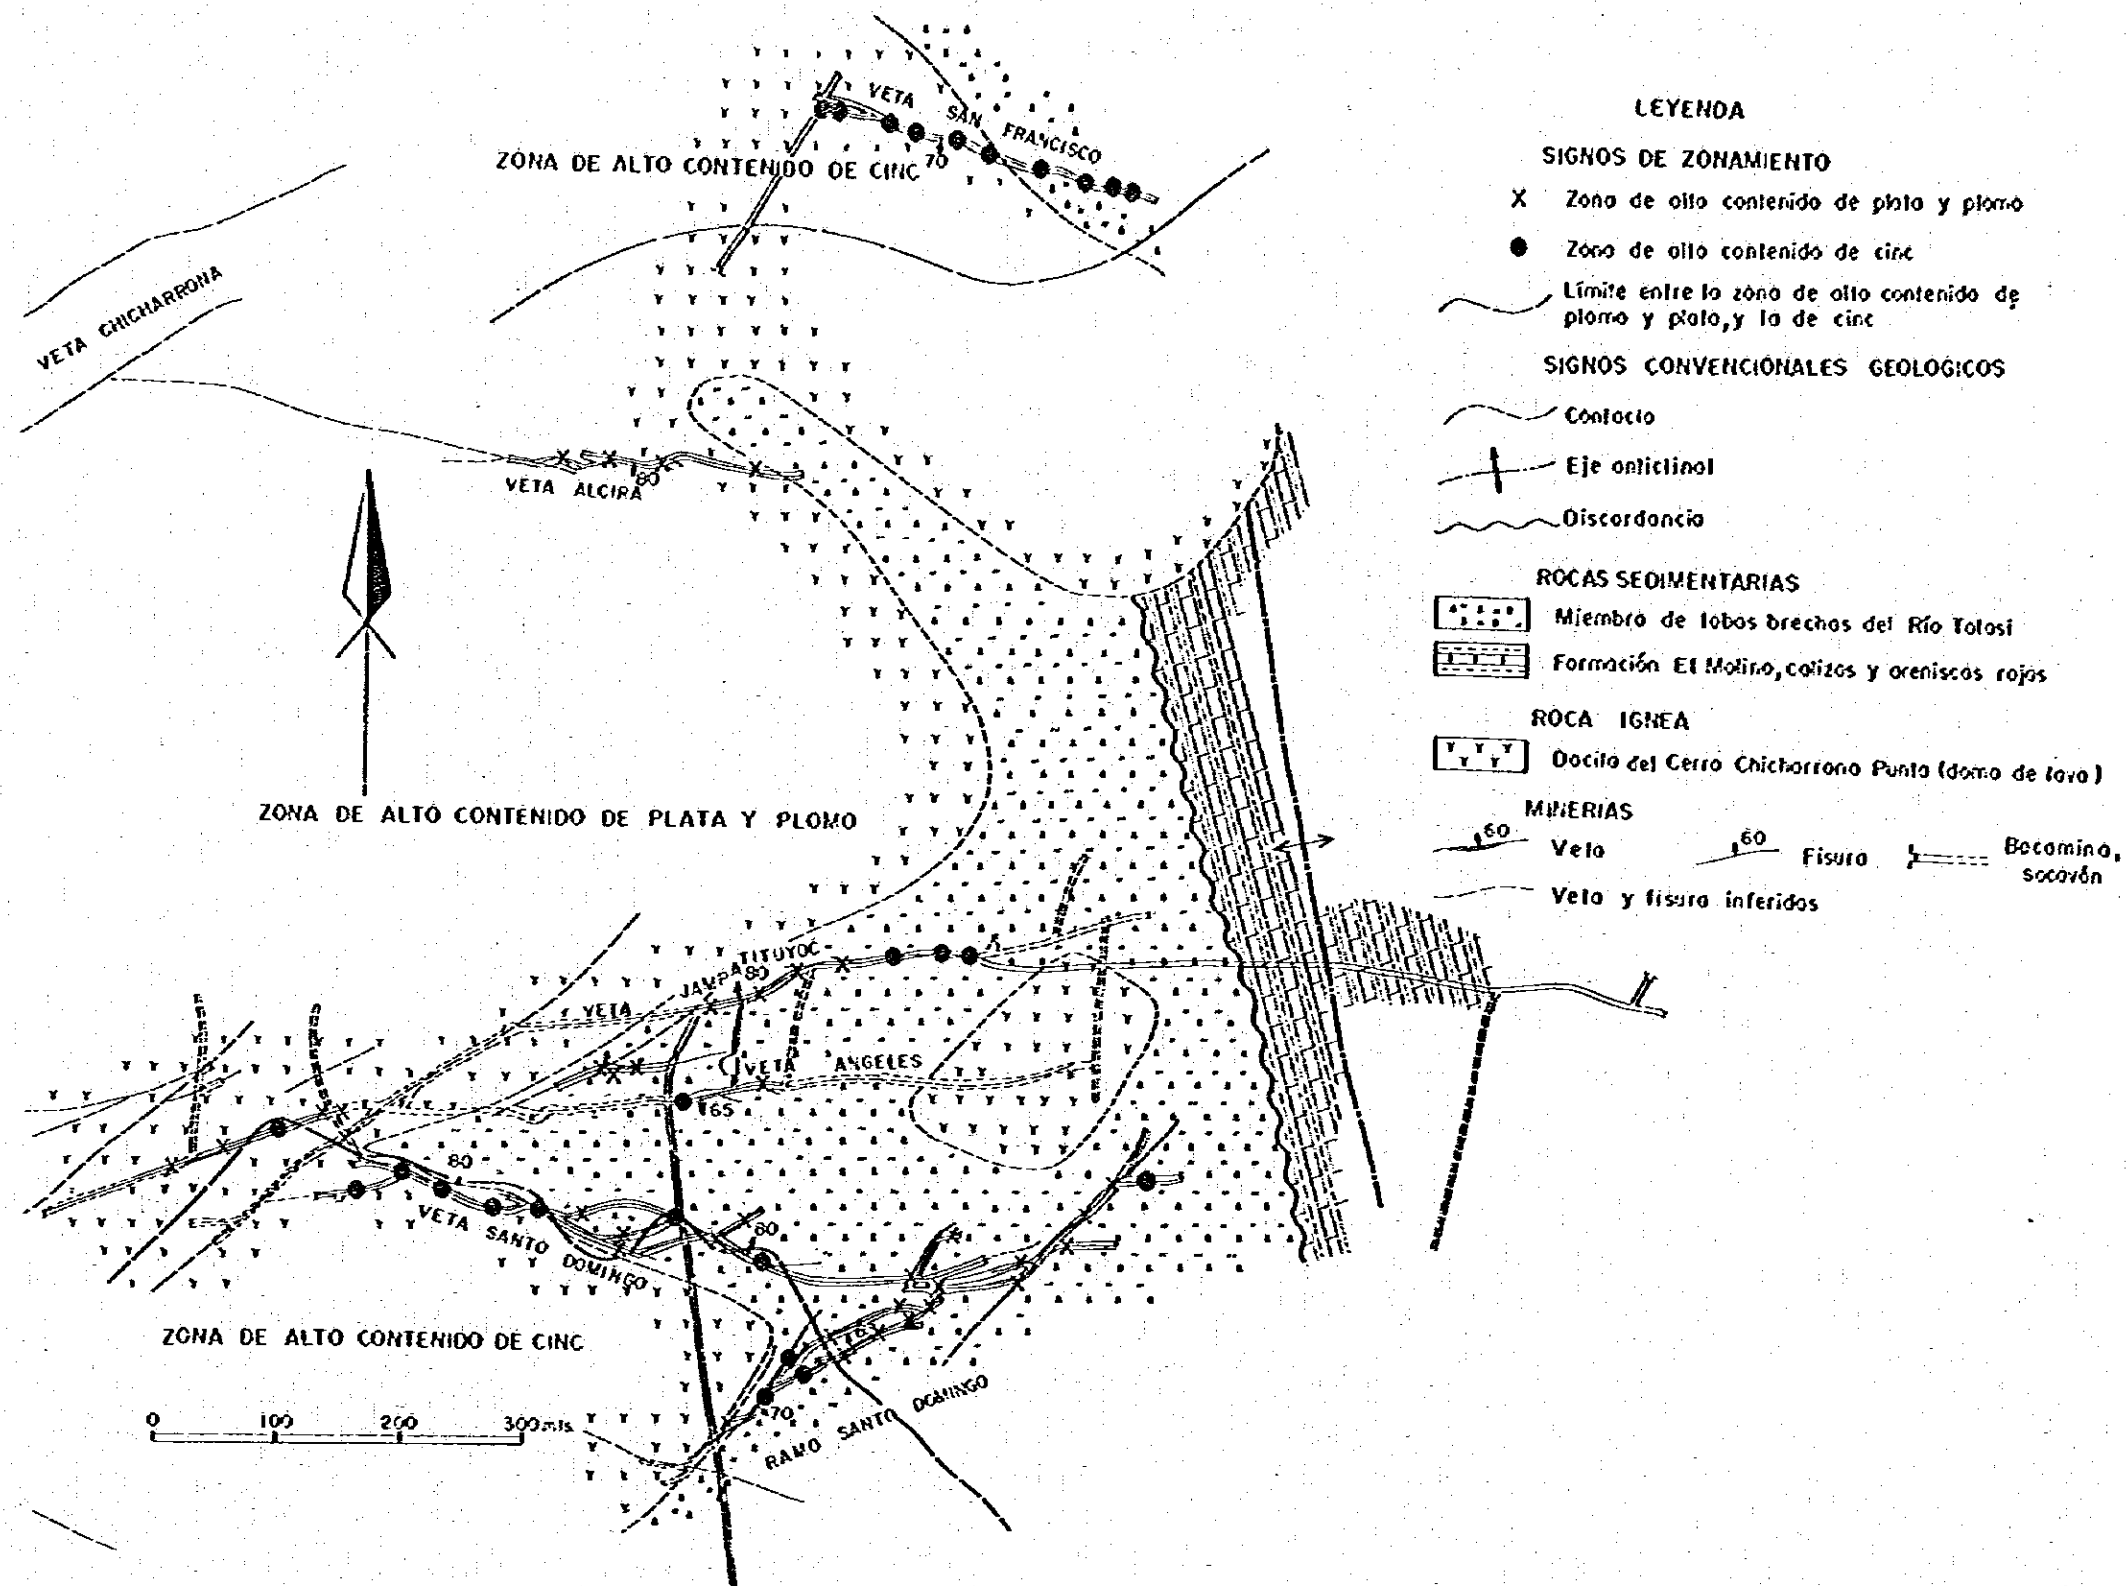 VETA SAN FRANCISCO
70
ZONA DE ALTO CONTENIDO DE CINC
VETA CHICHARRONA
80
VETA ALCIRA
ZONA DE ALTO CONTENIDO DE PLATA Y PLOMO
VETA JAMPA TITUYOC
80
VETA ANGELES
65
80
VETA SANTO DOMINGO
80
ZONA DE ALTO CONTENIDO DE CINC
70
RAMO SANTO DOMINGO
0 100 200 300 mts
LEYENDA
SIGNOS DE ZONAMIENTO
X Zona de alto contenido de plata y plomo
Zona de alto contenido de cinc
Límite entre la zona de alto contenido de
plomo y plata, y la de cinc
SIGNOS CONVENCIONALES GEOLOGICOS
Contacto
Eje anticlinal
Discordancia
ROCAS SEDIMENTARIAS
Miembro de tobas brechas del Río Tolosi
Formación El Molino, calizas y areniscas rojas
ROCA IGNEA
Dacita del Cerro Chicharrona Punta (domo de lava)
MINERIAS
60 Veta 60 Fisura Bocamina,
socavón
Veta y fisura inferidos